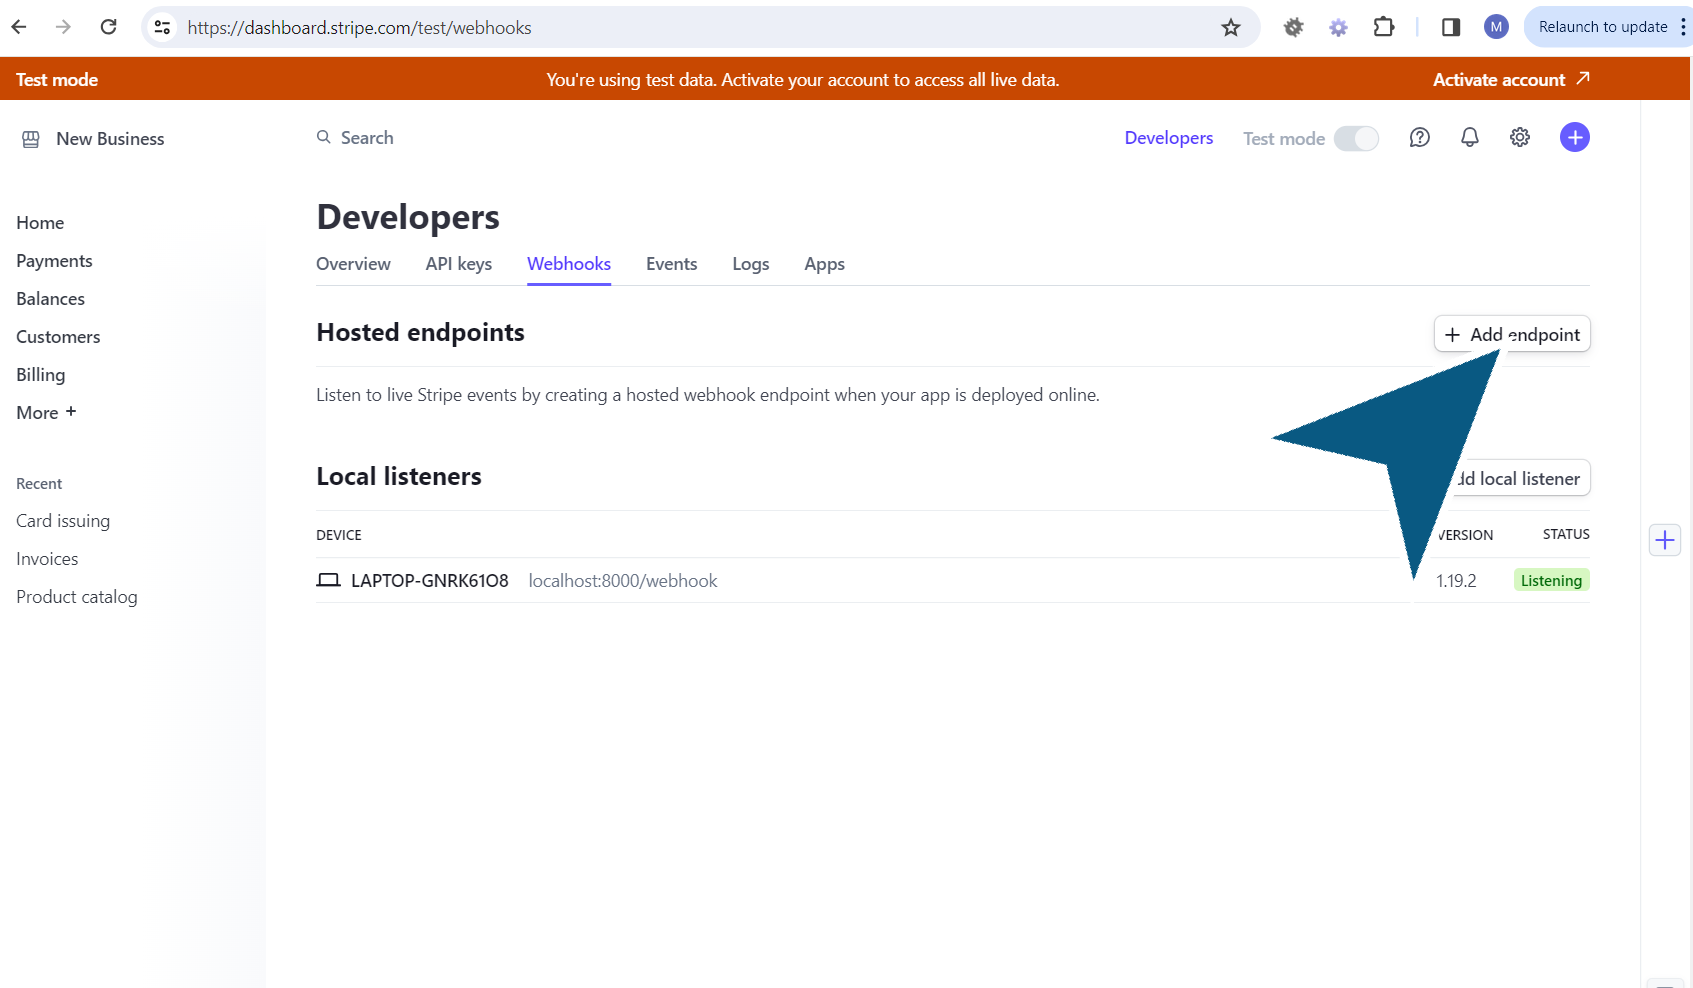 https://dashboard.stripe.com/test/webhooks
M
Relaunch to update
Test mode
You're using test data. Activate your account to access all live data.
Activate account
New Business
Search
Developers
Test mode
Home
Payments
Balances
Customers
Billing
More +
Recent
Card issuing
Invoices
Product catalog
Developers
Overview
API keys
Webhooks
Events
Logs
Apps
Hosted endpoints
+ Add endpoint
Listen to live Stripe events by creating a hosted webhook endpoint when your app is deployed online.
Local listeners
dd local listener
DEVICE
VERSION
STATUS
LAPTOP-GNRK61O8
localhost:8000/webhook
1.19.2
Listening